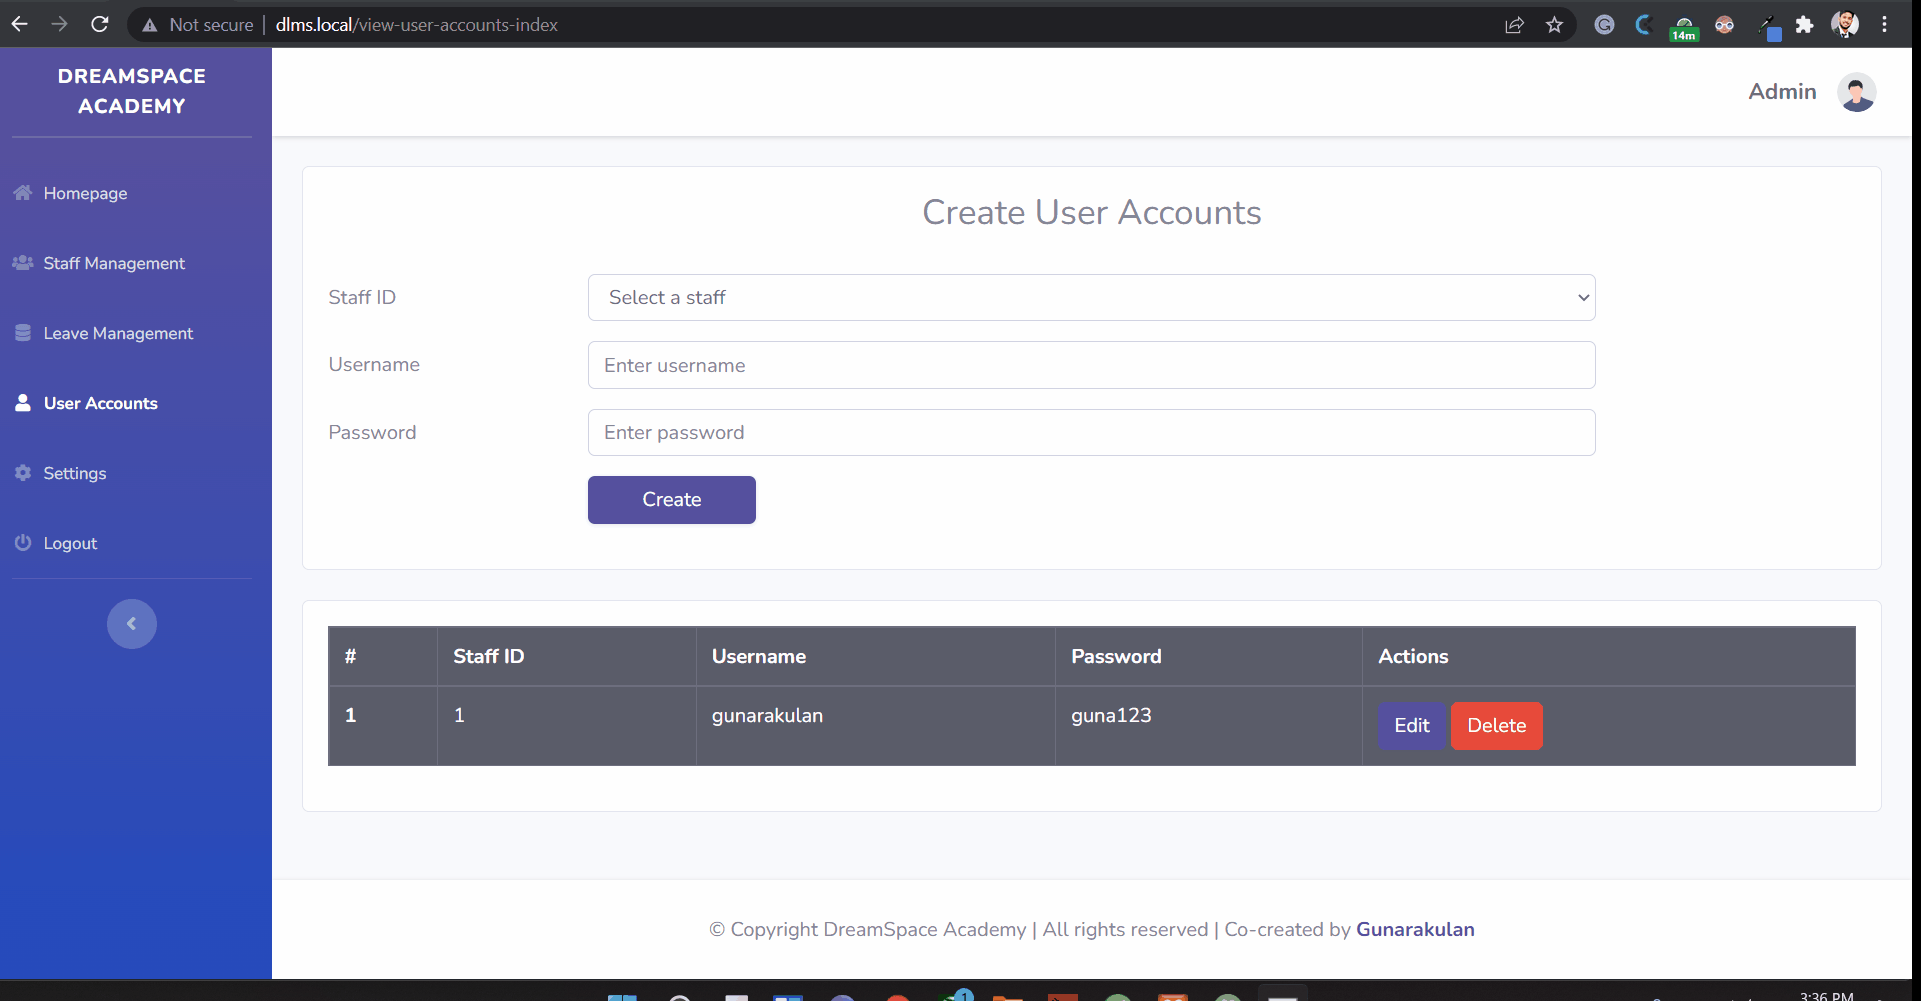 Not secure | dlms.local/view-user-accounts-index
14m
DREAMSPACE
ACADEMY
Admin
Homepage
Staff Management
Leave Management
User Accounts
Settings
Logout
Create User Accounts
Staff ID
Select a staff
Username
Enter username
Password
Enter password
Create
# Staff ID Username Password Actions
1 1 gunarakulan guna123 Edit Delete
© Copyright DreamSpace Academy | All rights reserved | Co-created by Gunarakulan
1
3:36 PM